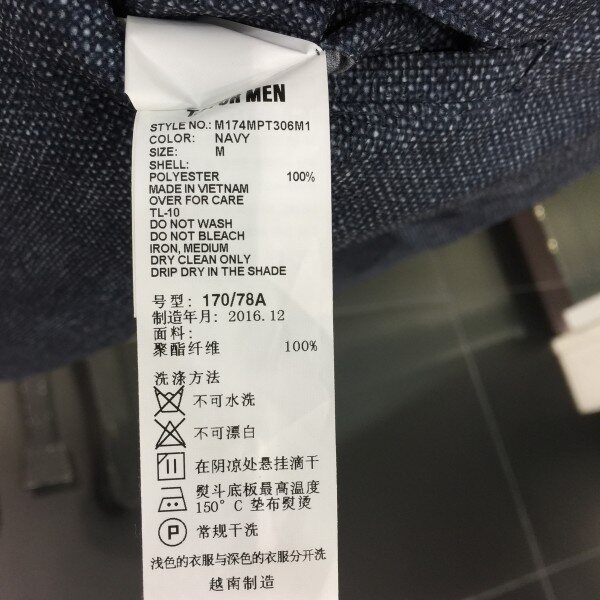 MEN
STYLE NO.: M174MPT306M1
COLOR: NAVY
SIZE: M
SHELL:
POLYESTER 100%
MADE IN VIETNAM
OVER FOR CARE
TL-10
DO NOT WASH
DO NOT BLEACH
IRON, MEDIUM
DRY CLEAN ONLY
DRIP DRY IN THE SHADE
号型: 170/78A
制造年月: 2016.12
面料:
聚酯纤维 100%
洗涤方法
不可水洗
不可漂白
在阴凉处悬挂滴干
熨斗底板最高温度
150°C 垫布熨烫
P 常规干洗
浅色的衣服与深色的衣服分开洗
越南制造